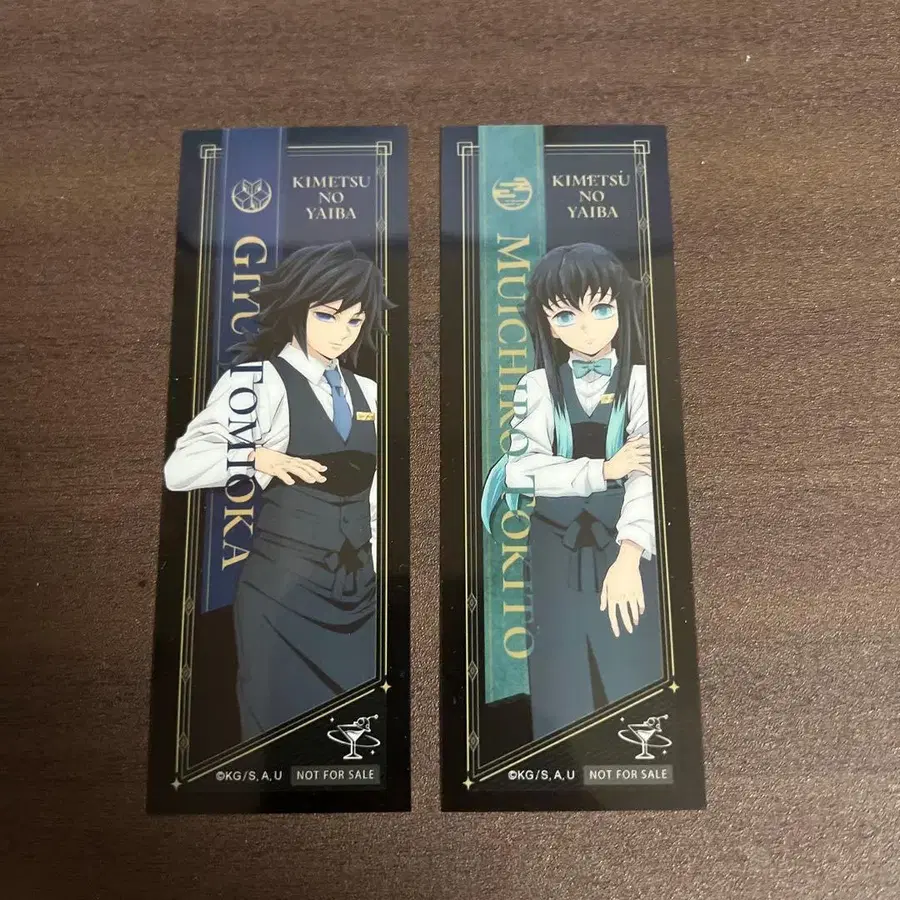 KIMETSU
NO
YAIBA
GIYU TOMIOKA
©KG/S, A, U
NOT FOR SALE
KIMETSU
NO
YAIBA
MUICHIRO TOKITO
©KG/S, A, U
NOT FOR SALE